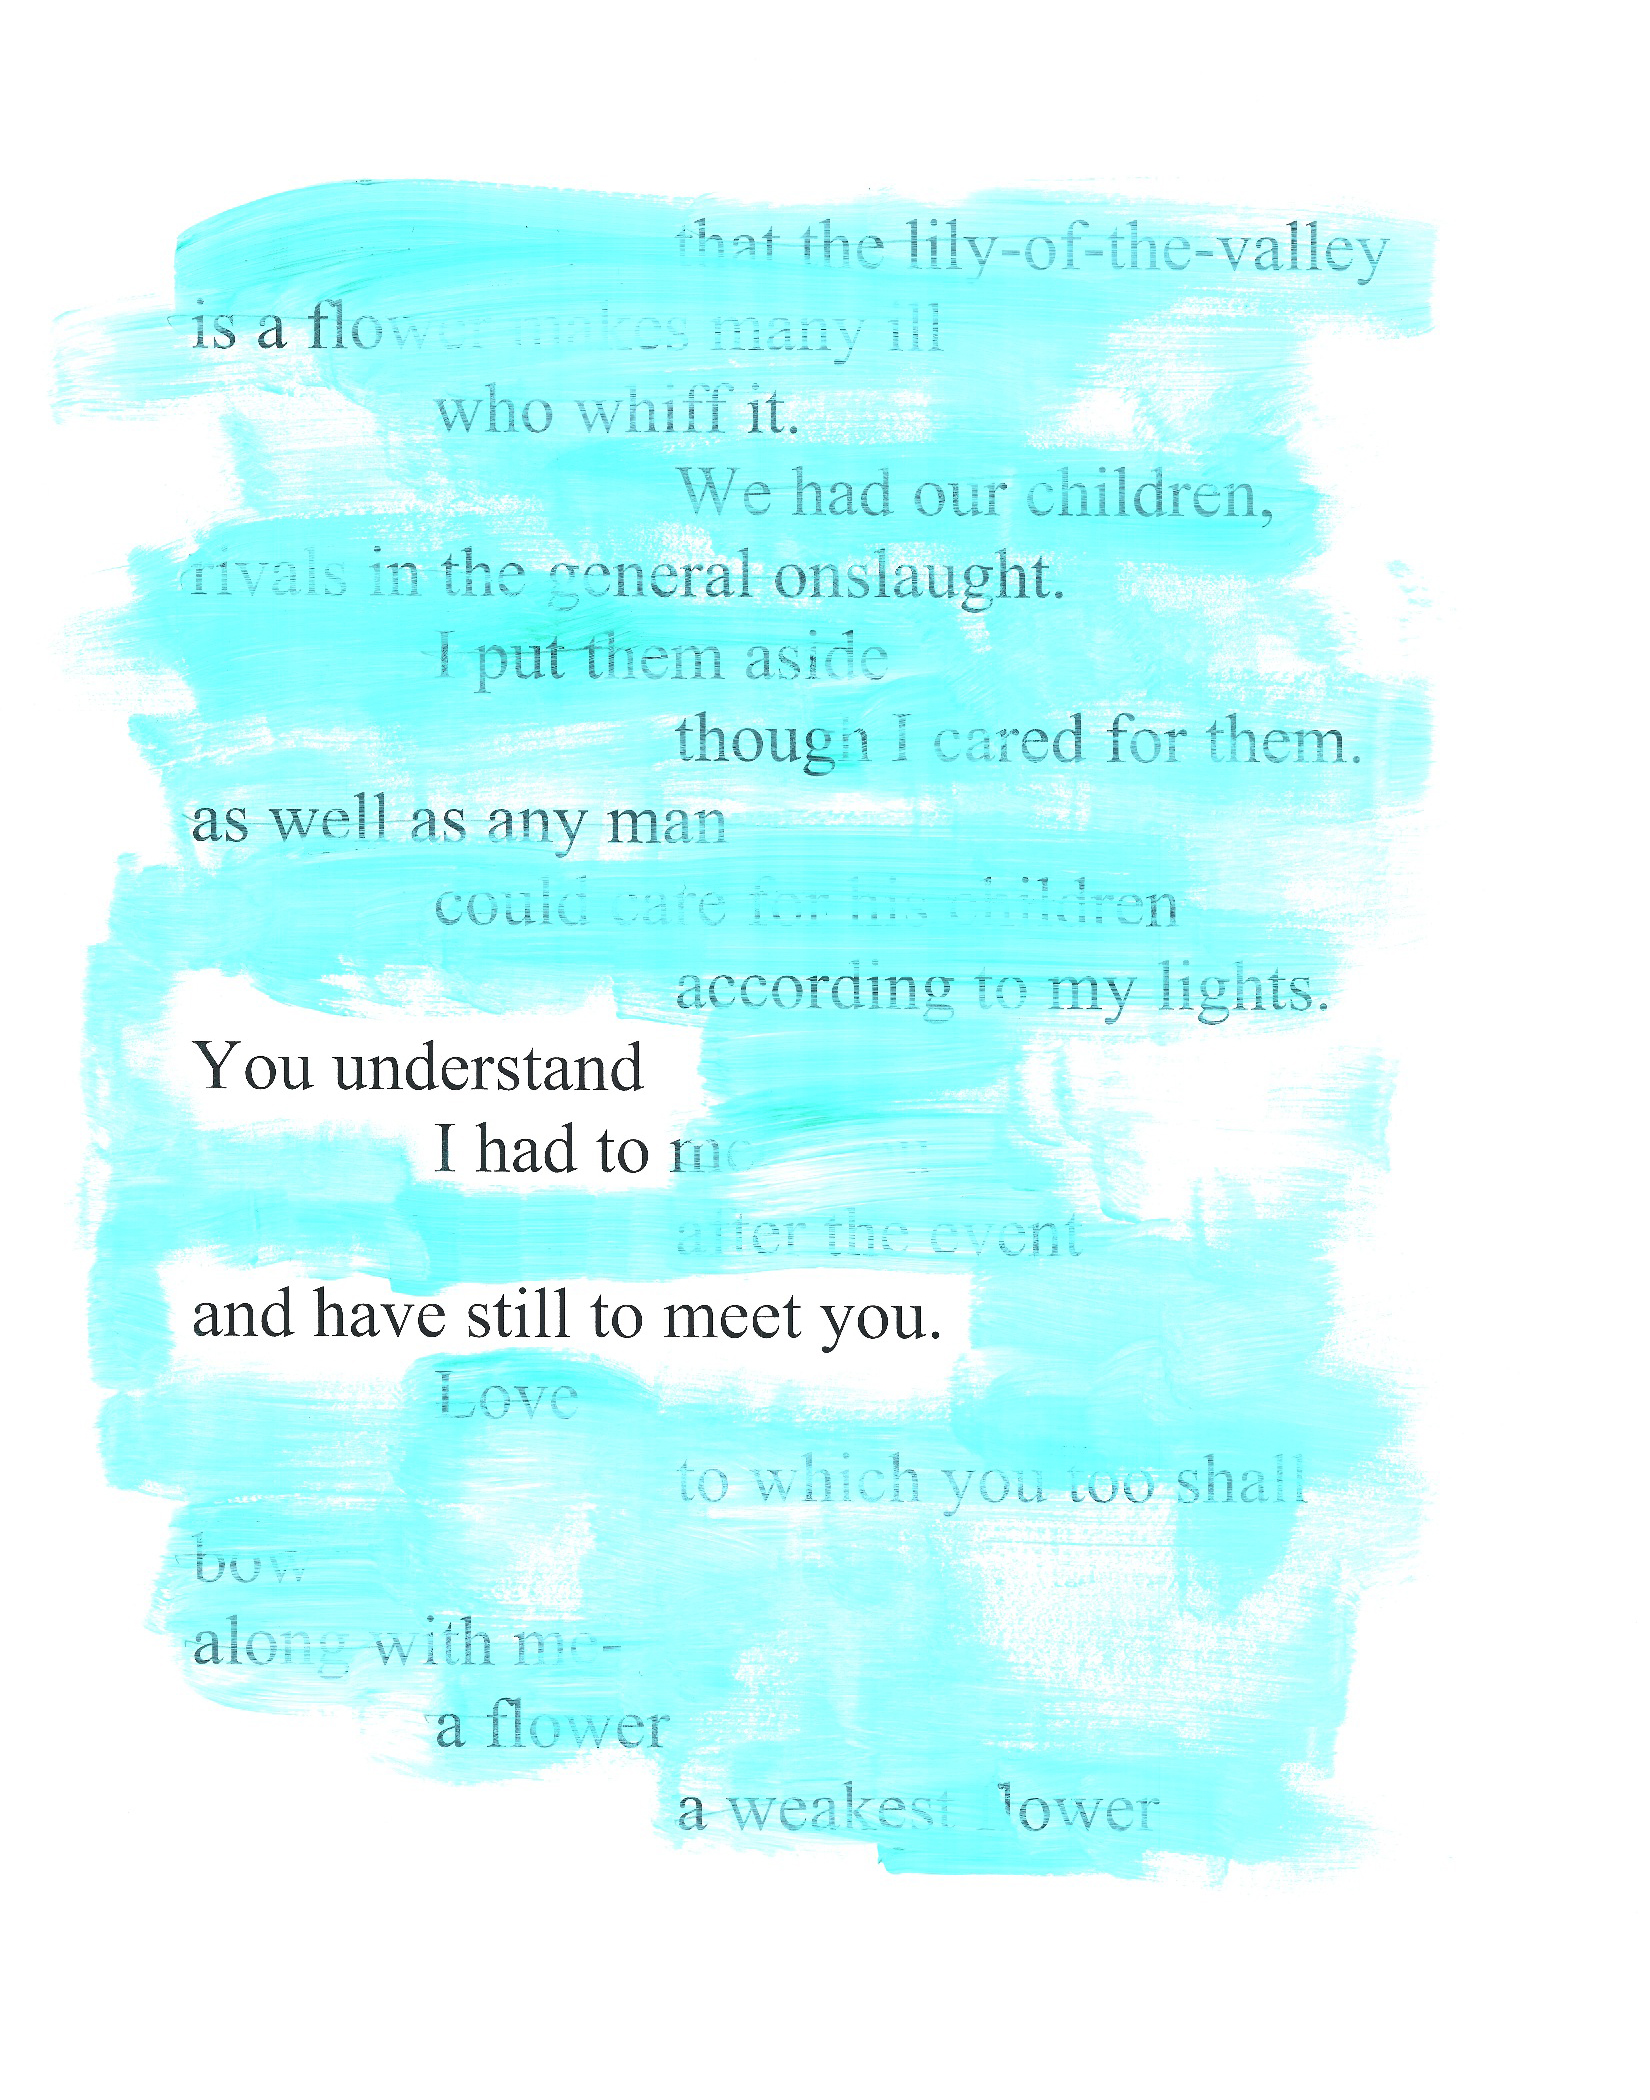 that the lily-of-the-valley
is a flower makes many ill
who whiff it.
We had our children,
rivals in the general onslaught.
I put them aside
though I cared for them.
as well as any man
could care for his children
according to my lights.
You understand
I had to
after the event
and have still to meet you.
Love
to which you too shall
bow
along with me-
a flower
a weakest flower